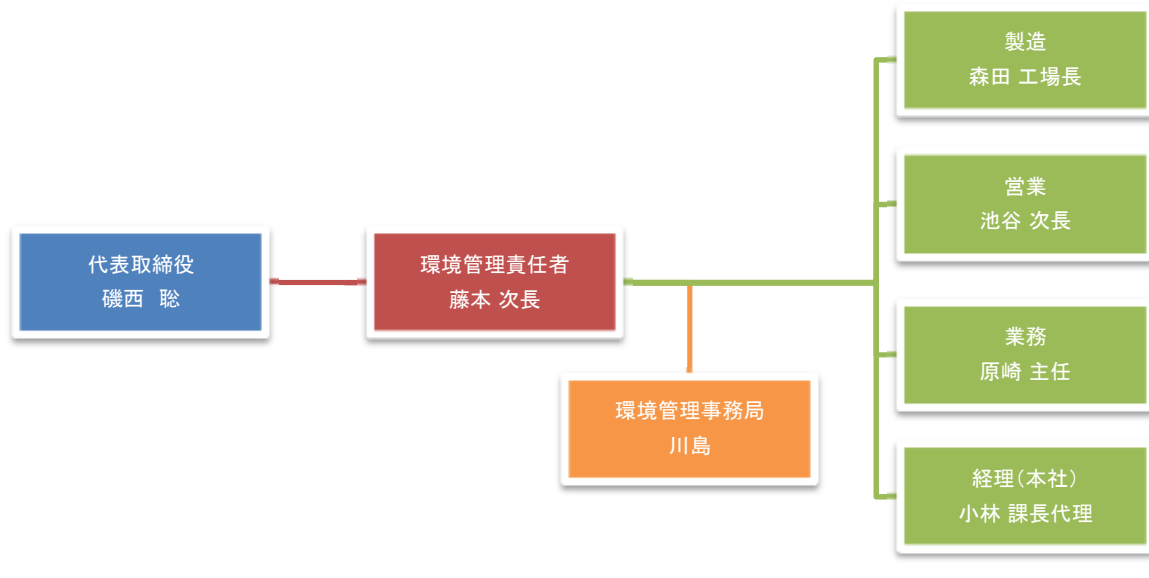 代表取締役
磯西　聡
環境管理責任者
藤本 次長
環境管理事務局
川島
製造
森田 工場長
営業
池谷 次長
業務
原崎 主任
経理(本社)
小林 課長代理